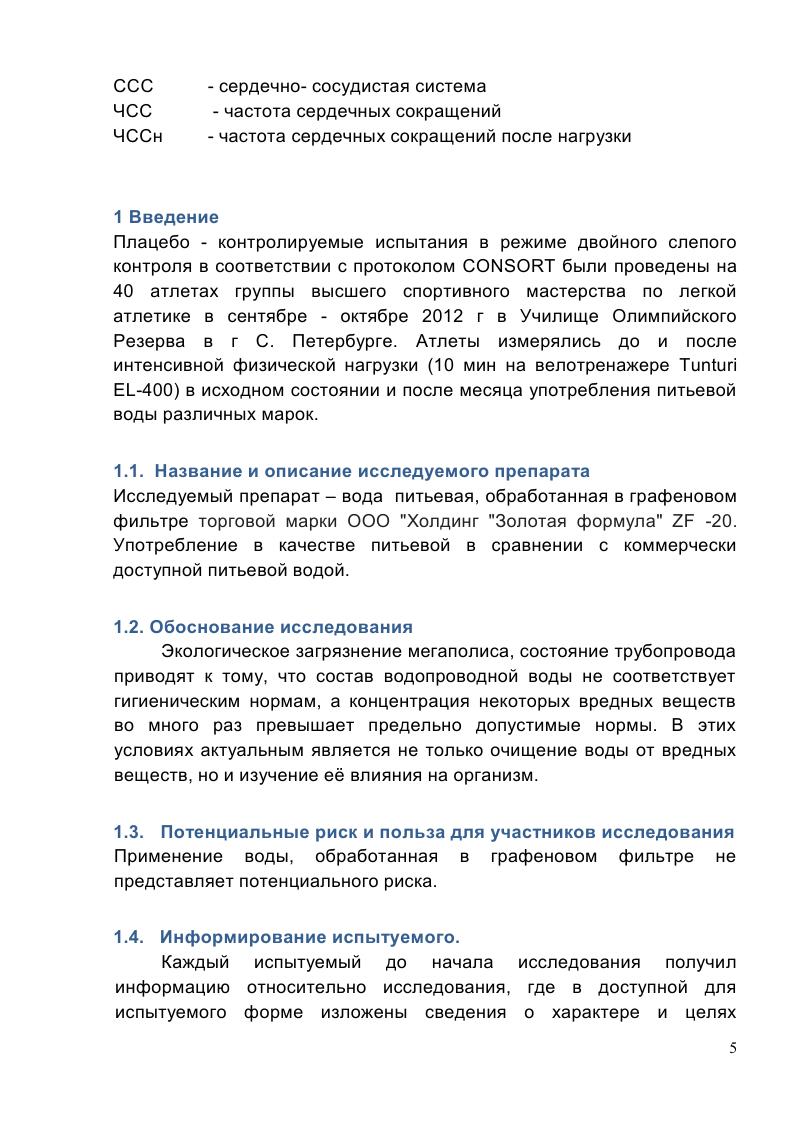 ССС - сердечно- сосудистая система
ЧСС - частота сердечных сокращений
ЧССн - частота сердечных сокращений после нагрузки
1 Введение
Плацебо - контролируемые испытания в режиме двойного слепого
контроля в соответствии с протоколом CONSORT были проведены на
40 атлетах группы высшего спортивного мастерства по легкой
атлетике в сентябре - октябре 2012 г в Училище Олимпийского
Резерва в г С. Петербурге. Атлеты измерялись до и после
интенсивной физической нагрузки (10 мин на велотренажере Tunturi
EL-400) в исходном состоянии и после месяца употребления питьевой
воды различных марок.
1.1. Название и описание исследуемого препарата
Исследуемый препарат – вода питьевая, обработанная в графеновом
фильтре торговой марки ООО "Холдинг "Золотая формула" ZF -20.
Употребление в качестве питьевой в сравнении с коммерчески
доступной питьевой водой.
1.2. Обоснование исследования
Экологическое загрязнение мегаполиса, состояние трубопровода
приводят к тому, что состав водопроводной воды не соответствует
гигиеническим нормам, а концентрация некоторых вредных веществ
во много раз превышает предельно допустимые нормы. В этих
условиях актуальным является не только очищение воды от вредных
веществ, но и изучение её влияния на организм.
1.3. Потенциальные риск и польза для участников исследования
Применение воды, обработанная в графеновом фильтре не
представляет потенциального риска.
1.4. Информирование испытуемого.
Каждый испытуемый до начала исследования получил
информацию относительно исследования, где в доступной для
испытуемого форме изложены сведения о характере и целях
5